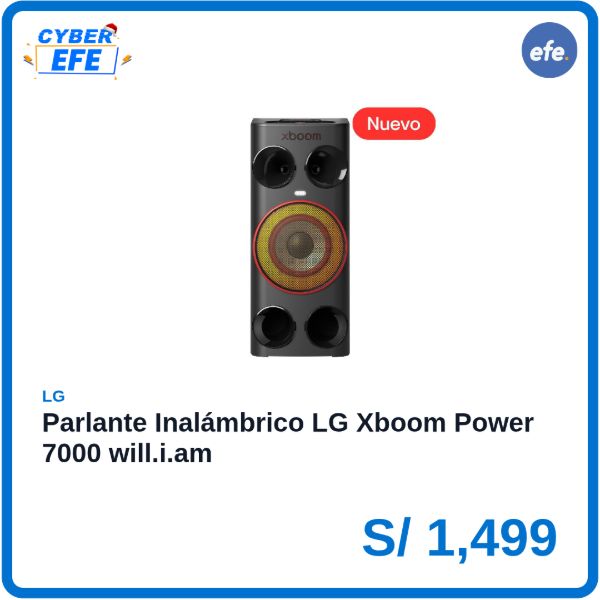 CYBER
EFE
efe.
Nuevo
xboom
LG
Parlante Inalámbrico LG Xboom Power
7000 will.i.am
S/ 1,499